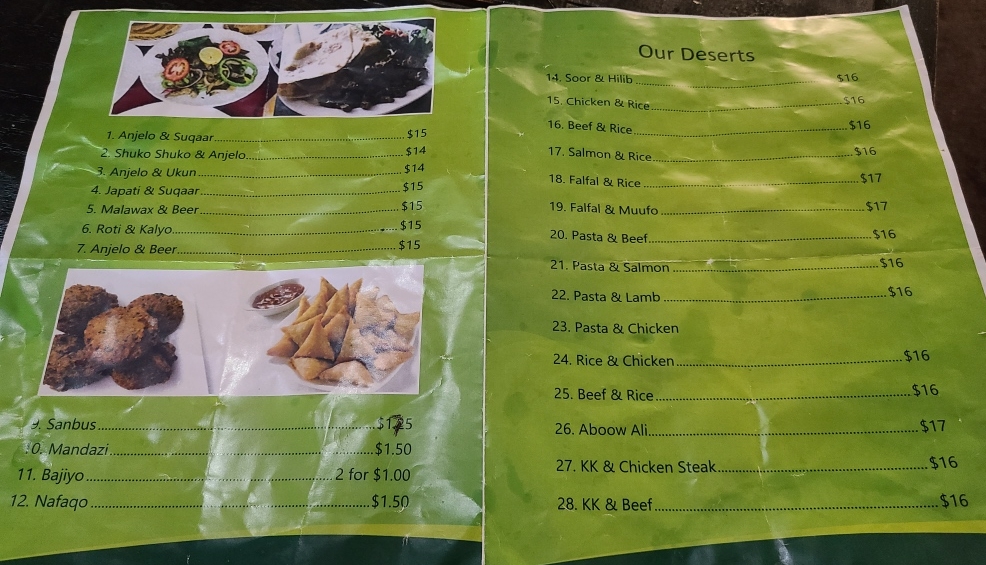 1. Anjelo & Suqaar........$15
2. Shuko Shuko & Anjelo........$14
3. Anjelo & Ukun........$14
4. Japati & Suqaar........$15
5. Malawax & Beer........$15
6. Roti & Kalyo........$15
7. Anjelo & Beer........$15
9. Sanbus........
10. Mandazi........$1.50
11. Bajiyo........2 for $1.00
12. Nafaqo........$1.50
Our Deserts
14. Soor & Hilib........$16
15. Chicken & Rice........$16
16. Beef & Rice........$16
17. Salmon & Rice........$16
18. Falfal & Rice........$17
19. Falfal & Muufo........$17
20. Pasta & Beef........$16
21. Pasta & Salmon........$16
22. Pasta & Lamb........$16
23. Pasta & Chicken
24. Rice & Chicken........$16
25. Beef & Rice........$16
26. Aboow Ali........$17
27. KK & Chicken Steak........$16
28. KK & Beef........$16